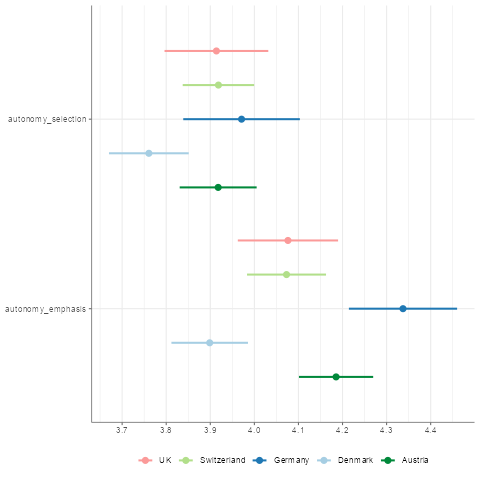 autonomy_selection
autonomy_emphasis
3.7 3.8 3.9 4.0 4.1 4.2 4.3 4.4
UK Switzerland Germany Denmark Austria